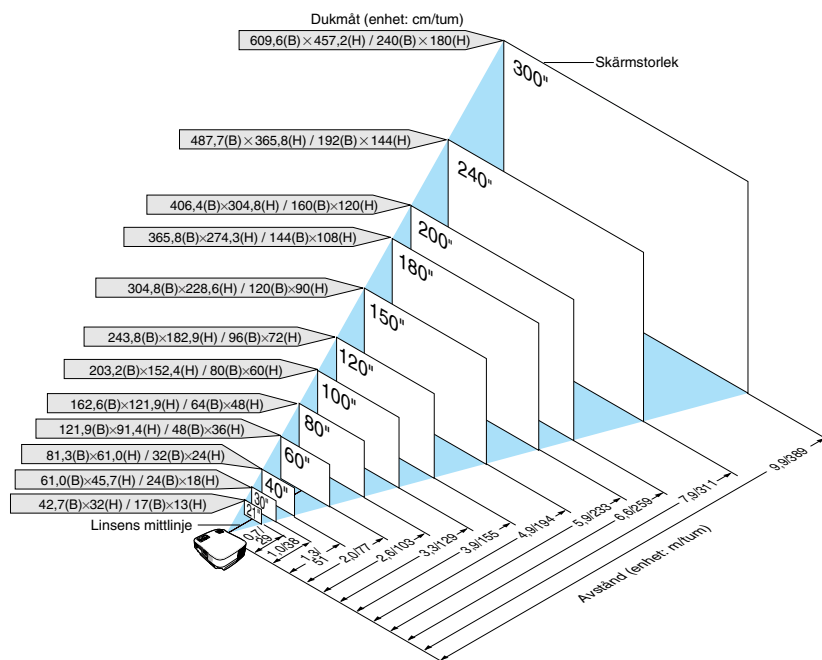 Dukmåt (enhet: cm/tum)
609,6(B)×457,2(H) / 240(B)×180(H)
Skärmstorlek
300"
487,7(B)×365,8(H) / 192(B)×144(H)
240"
406,4(B)×304,8(H) / 160(B)×120(H)
200"
365,8(B)×274,3(H) / 144(B)×108(H)
180"
304,8(B)×228,6(H) / 120(B)×90(H)
150"
243,8(B)×182,9(H) / 96(B)×72(H)
120"
203,2(B)×152,4(H) / 80(B)×60(H)
100"
162,6(B)×121,9(H) / 64(B)×48(H)
80"
121,9(B)×91,4(H) / 48(B)×36(H)
60"
81,3(B)×61,0(H) / 32(B)×24(H)
40"
61,0(B)×45,7(H) / 24(B)×18(H)
30"
42,7(B)×32(H) / 17(B)×13(H)
21"
Linsens mittlinje
0,7/
29
1,0/38
1,3/
51
2,0/77
2,6/103
3,3/129
3,9/155
4,9/194
5,9/233
6,6/259
7,9/311
9,9/389
Avstånd (enhet: m/tum)